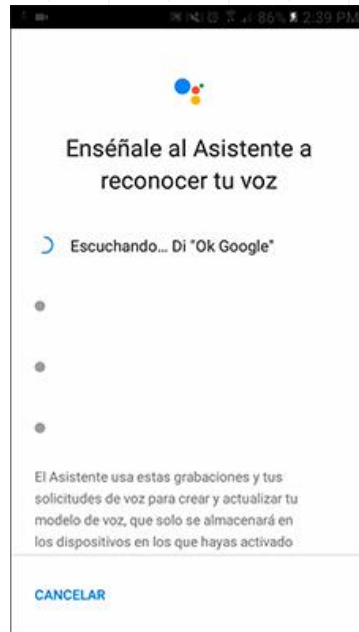 86% 2:39 PM
Enséñale al Asistente a
reconocer tu voz
Escuchando... Di "Ok Google"
El Asistente usa estas grabaciones y tus
solicitudes de voz para crear y actualizar tu
modelo de voz, que solo se almacenará en
los dispositivos en los que hayas activado
CANCELAR